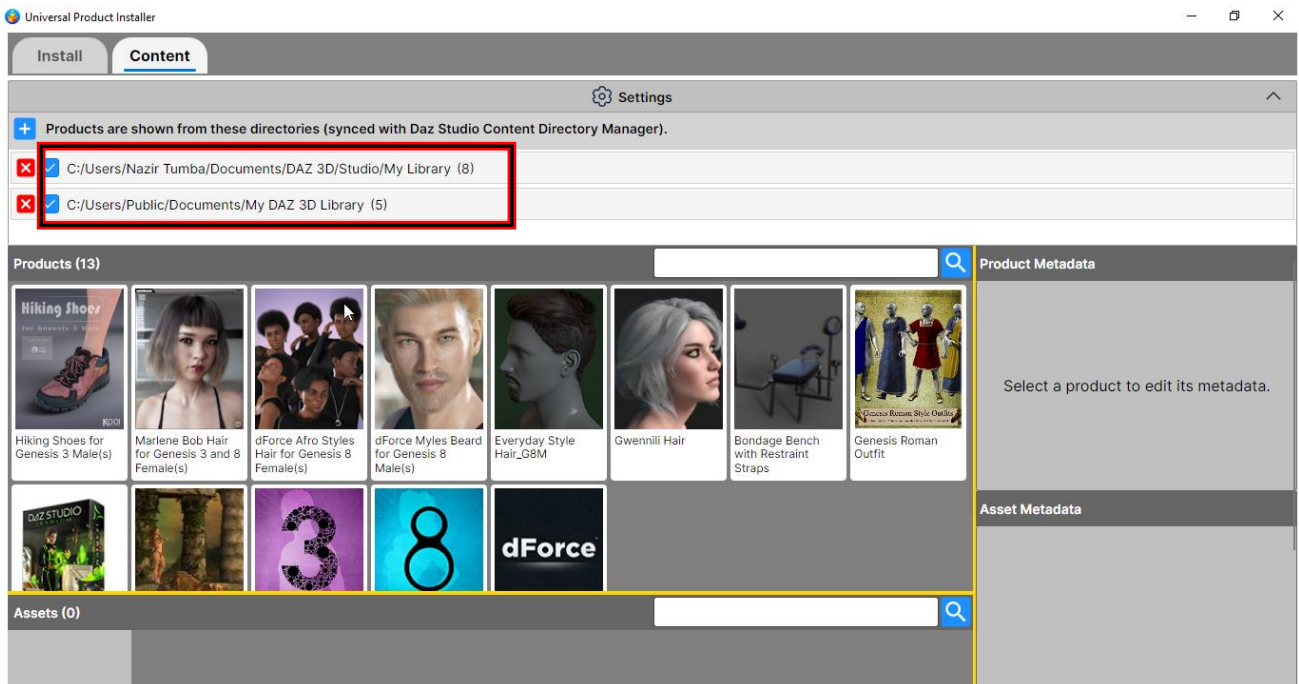 Universal Product Installer
Install
Content
Settings
Products are shown from these directories (synced with Daz Studio Content Directory Manager).
C:/Users/Nazir Tumba/Documents/DAZ 3D/Studio/My Library (8)
C:/Users/Public/Documents/My DAZ 3D Library (5)
Products (13)
Product Metadata
Hiking Shoes
for Genesis 3 Male
Genesis Roman Style Outfits
Hiking Shoes for
Genesis 3 Male(s)
Marlene Bob Hair
for Genesis 3 and 8
Female(s)
dForce Afro Styles
Hair for Genesis 8
Female(s)
dForce Myles Beard
for Genesis 8
Male(s)
Everyday Style
Hair_G8M
Gwennili Hair
Bondage Bench
with Restraint
Straps
Genesis Roman
Outfit
Select a product to edit its metadata.
DAZ STUDIO
3
8
dForce
Asset Metadata
Assets (0)